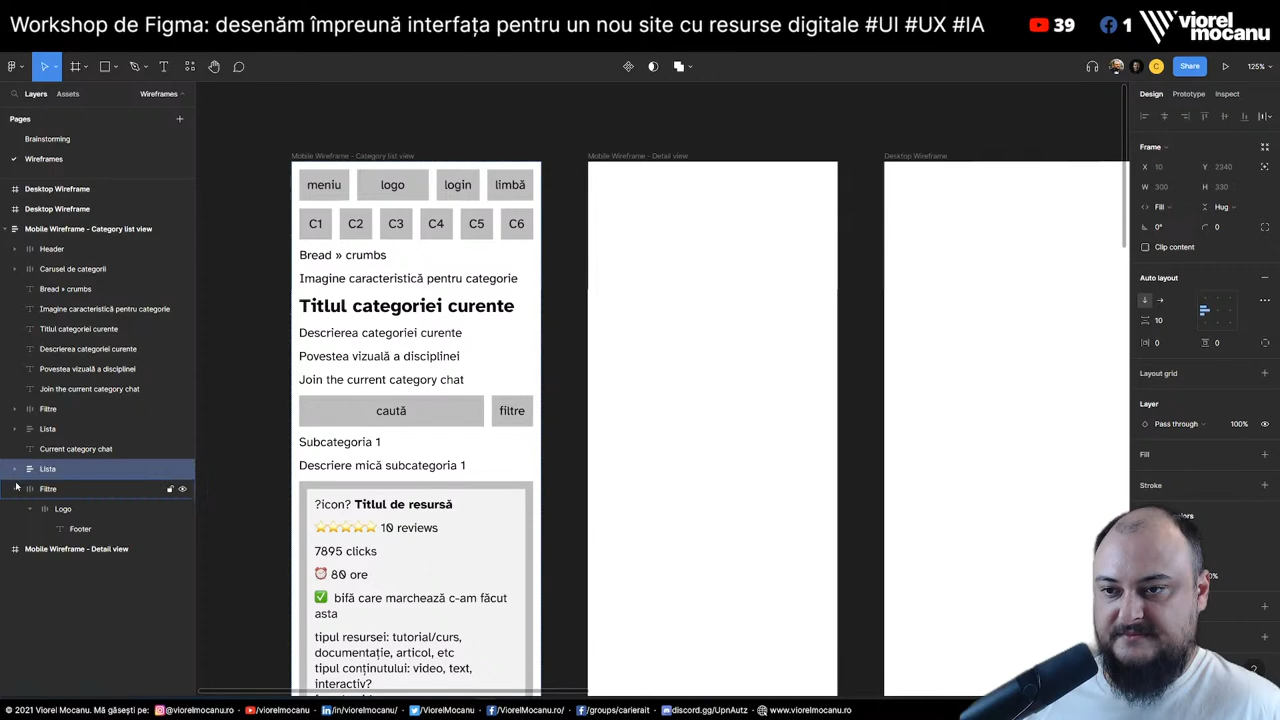 Workshop de Figma: desenăm împreună interfața pentru un nou site cu resurse digitale #UI #UX #IA
39
1
viorel
mocanu
Share
125%
Layers
Assets
Wireframes
Design
Prototype
Inspect
Pages
Brainstorming
Wireframes
Desktop Wireframe
Desktop Wireframe
Mobile Wireframe - Category list view
Header
Carusel de categorii
Bread » crumbs
Imagine caracteristică pentru categorie
Titlul categoriei curente
Descrierea categoriei curente
Povestea vizuală a disciplinei
Join the current category chat
Filtre
Lista
Current category chat
Lista
Filtre
Logo
Footer
Mobile Wireframe - Detail view
Mobile Wireframe - Category list view
meniu
logo
login
limbă
C1
C2
C3
C4
C5
C6
Bread » crumbs
Imagine caracteristică pentru categorie
Titlul categoriei curente
Descrierea categoriei curente
Povestea vizuală a disciplinei
Join the current category chat
caută
filtre
Subcategoria 1
Descriere mică subcategoria 1
?icon? Titlul de resursă
⭐⭐⭐⭐⭐ 10 reviews
7895 clicks
⏰ 80 ore
✅ bifă care marchează c-am făcut
asta
tipul resursei: tutorial/curs,
documentație, articol, etc
tipul conținutului: video, text,
interactiv?
Mobile Wireframe - Detail view
Desktop Wireframe
Frame
X 10
Y 2340
W 300
H 330
Fill
Hug
0°
0
Clip content
Auto layout
10
0
0
Layout grid
Layer
Pass through
100%
Fill
Stroke
© 2021 Viorel Mocanu. Mă găsești pe:
@viorelmocanu.ro
/viorelmocanu
/in/viorelmocanu/
/viorelmocanu
/ViorelMocanu.ro/
/groups/carierait
discord.gg/UpnAutz
www.viorelmocanu.ro